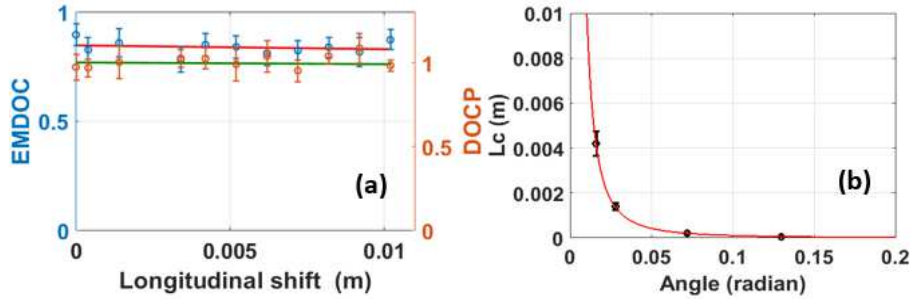 1
0.5
0
EMDOC
1
0.5
0
DOCP
0
0.005
0.01
Longitudinal shift (m)
(a)
0.01
0.008
0.006
0.004
0.002
0
Lc (m)
0
0.05
0.1
0.15
0.2
Angle (radian)
(b)